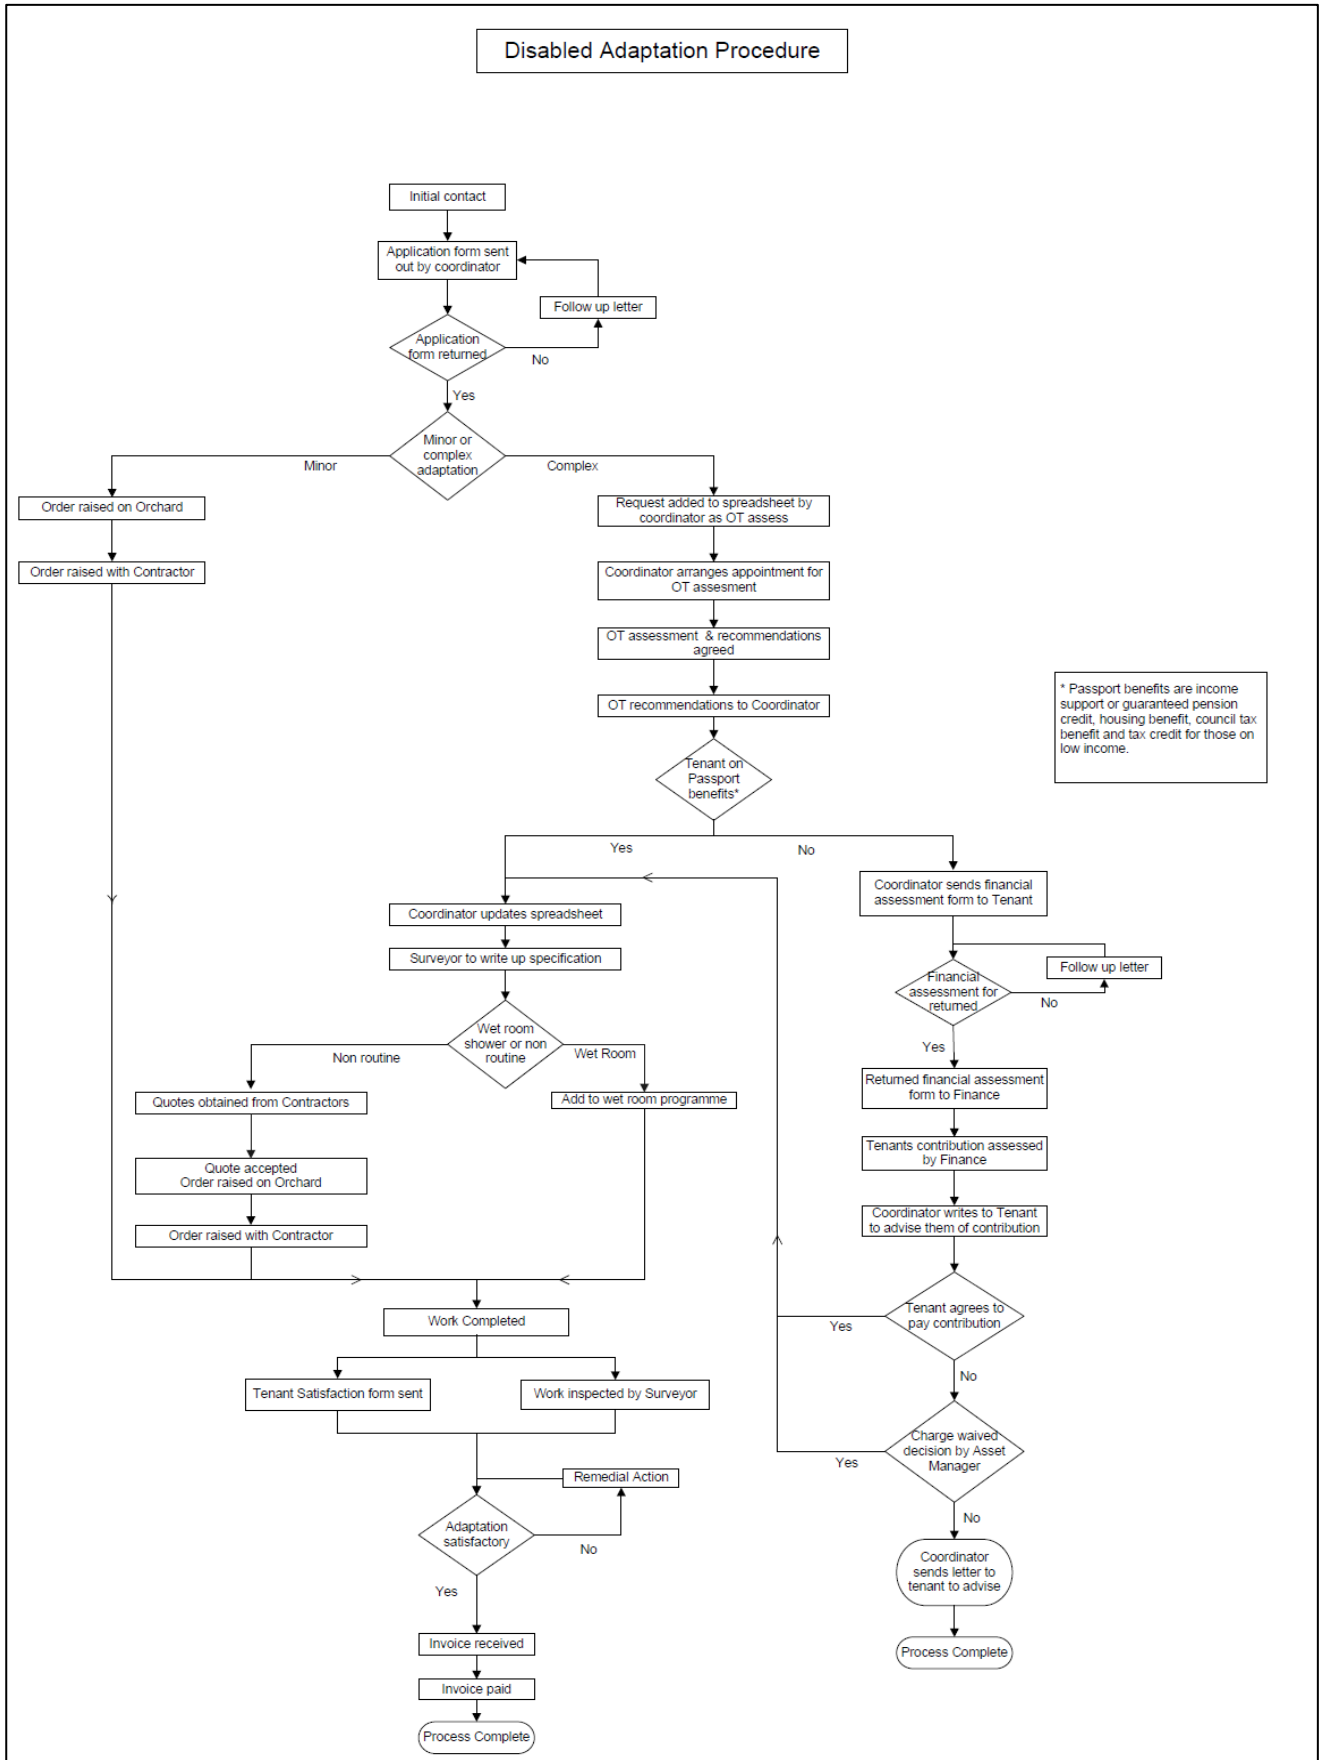 Disabled Adaptation Procedure
Initial contact
Application form sent
out by coordinator
Follow up letter
Application
form returned
No
Yes
Minor or
complex
adaptation
Minor
Complex
Order raised on Orchard
Request added to spreadsheet by
coordinator as OT assess
Order raised with Contractor
Coordinator arranges appointment for
OT assesment
OT assessment & recommendations
agreed
OT recommendations to Coordinator
* Passport benefits are income
support or guaranteed pension
credit, housing benefit, council tax
benefit and tax credit for those on
low income.
Tenant on
Passport
benefits*
Yes
No
Coordinator sends financial
assessment form to Tenant
Coordinator updates spreadsheet
Surveyor to write up specification
Follow up letter
Financial
assessment for
returned
No
Yes
Wet room
shower or non
routine
Non routine
Wet Room
Returned financial assessment
form to Finance
Quotes obtained from Contractors
Add to wet room programme
Tenants contribution assessed
by Finance
Quote accepted
Order raised on Orchard
Coordinator writes to Tenant
to advise them of contribution
Order raised with Contractor
Work Completed
Tenant agrees to
pay contribution
Yes
No
Tenant Satisfaction form sent
Work inspected by Surveyor
Charge waived
decision by Asset
Manager
Yes
No
Remedial Action
Adaptation
satisfactory
No
Yes
Coordinator
sends letter to
tenant to advise
Invoice received
Process Complete
Invoice paid
Process Complete